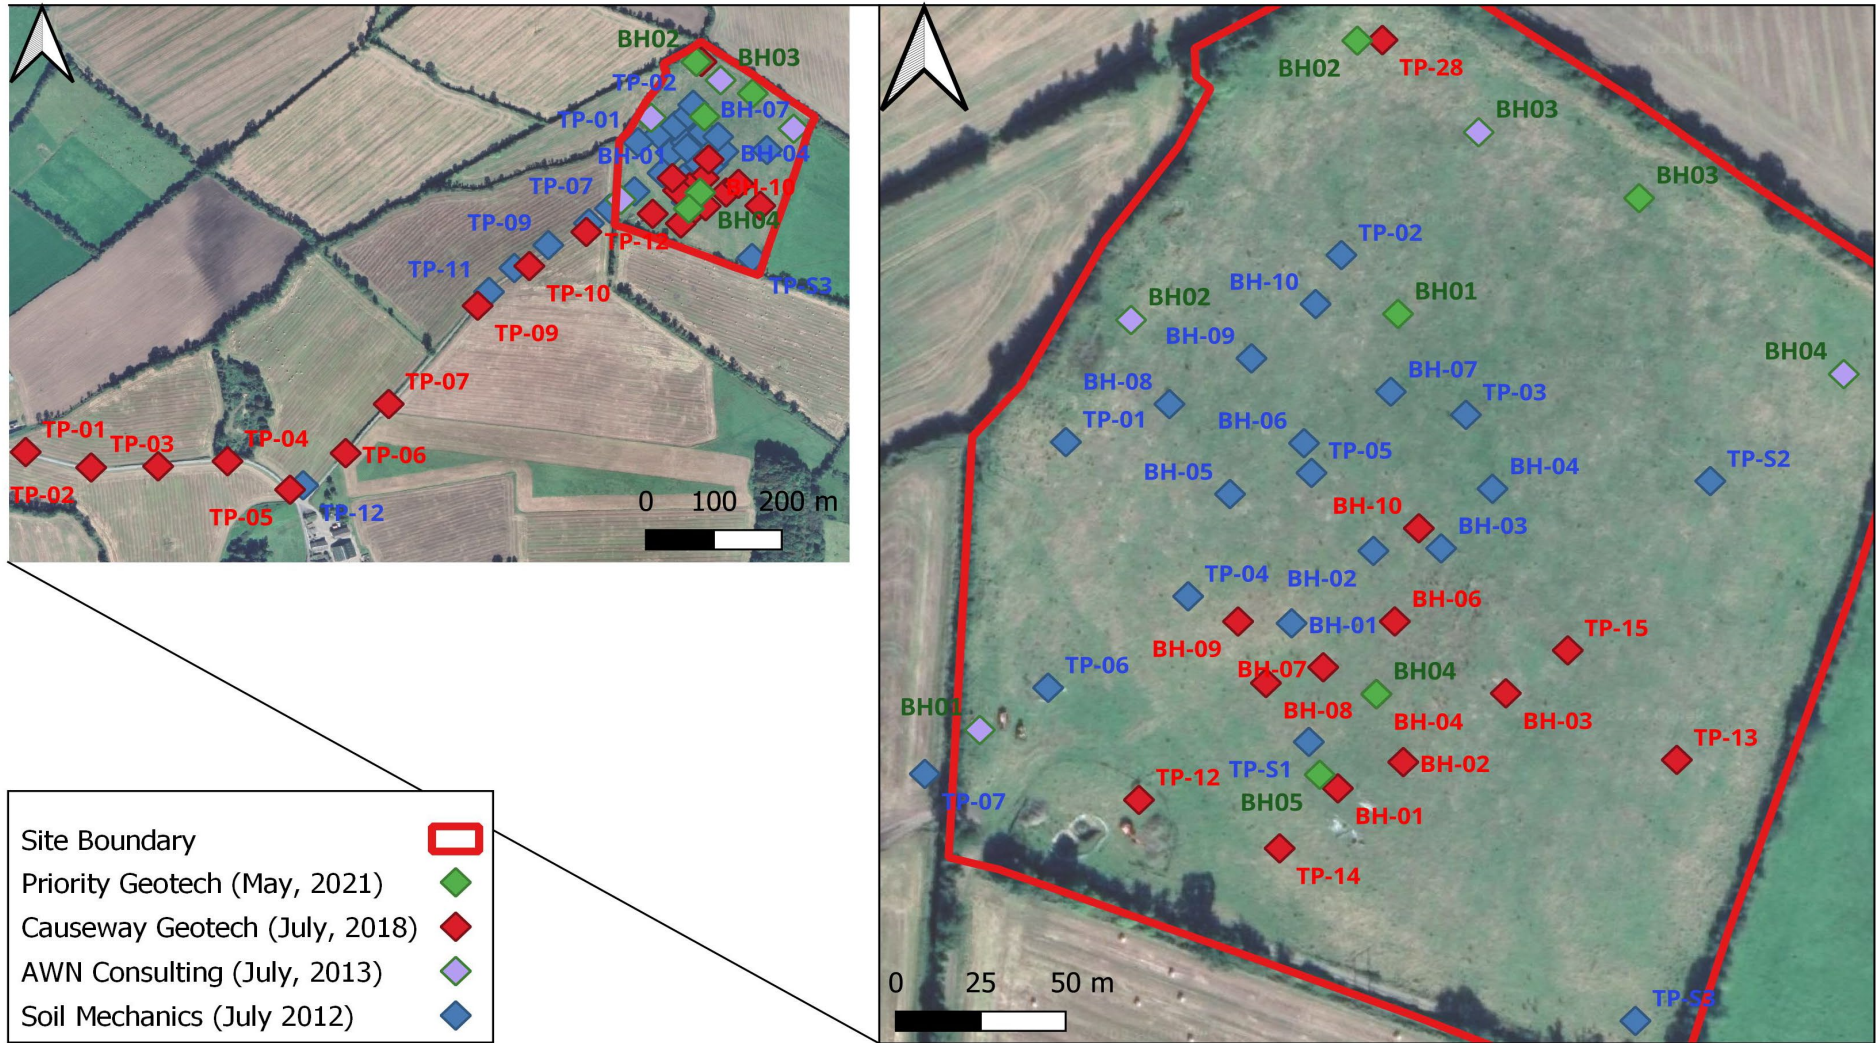 BH02
BH03
TP-02
BH-07
TP-01
BH-01
BH-04
TP-07
BH-10
BH04
TP-09
TP-12
TP-11
TP-S3
TP-10
TP-09
TP-07
TP-01
TP-03
TP-04
TP-06
TP-02
TP-05
TP-12
0 100 200 m
Site Boundary
Priority Geotech (May, 2021)
Causeway Geotech (July, 2018)
AWN Consulting (July, 2013)
Soil Mechanics (July 2012)
BH02
TP-28
BH03
BH03
TP-02
BH-10
BH01
BH02
BH-09
BH04
BH-08
BH-07
TP-03
TP-01
BH-06
TP-05
BH-05
BH-04
TP-S2
BH-10
BH-03
TP-04
BH-02
BH-06
BH-01
TP-15
BH-09
TP-06
BH-07
BH04
BH01
BH-08
BH-04
BH-03
TP-13
TP-12
TP-S1
BH-02
TP-07
BH05
BH-01
TP-14
0 25 50 m
TP-S3